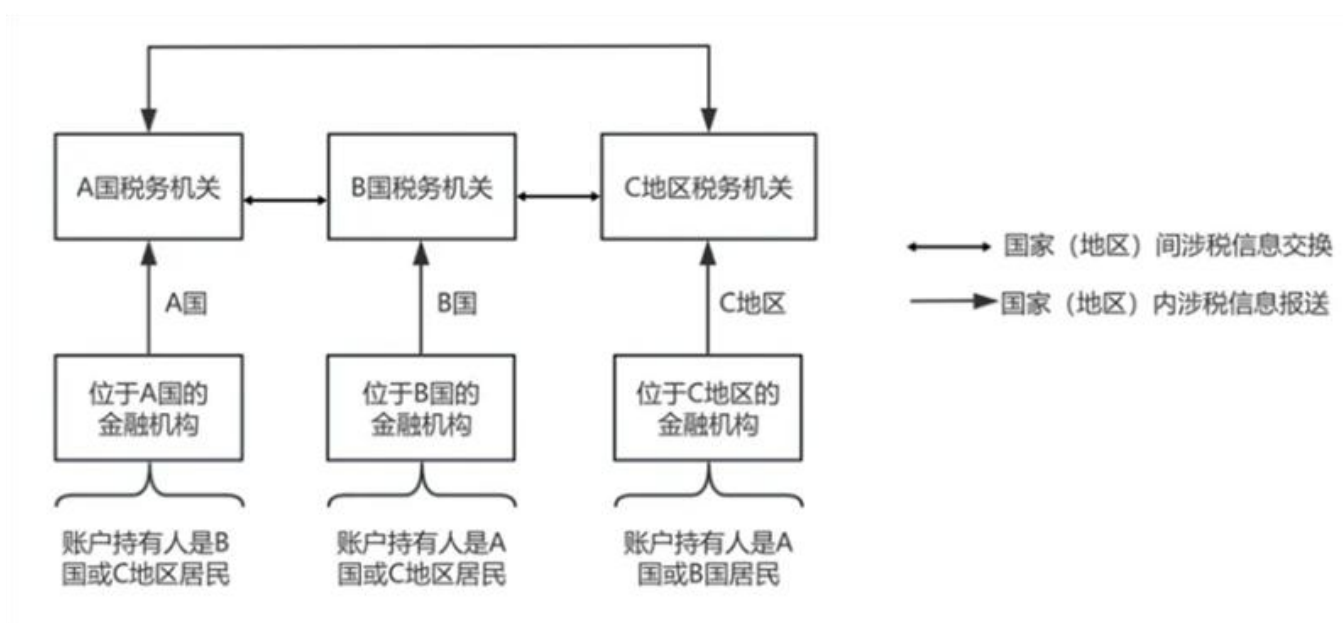 A国税务机关
B国税务机关
C地区税务机关
国家（地区）间涉税信息交换
A国
B国
C地区
国家（地区）内涉税信息报送
位于A国的
金融机构
位于B国的
金融机构
位于C地区的
金融机构
账户持有人是B
国或C地区居民
账户持有人是A
国或C地区居民
账户持有人是A
国或B国居民